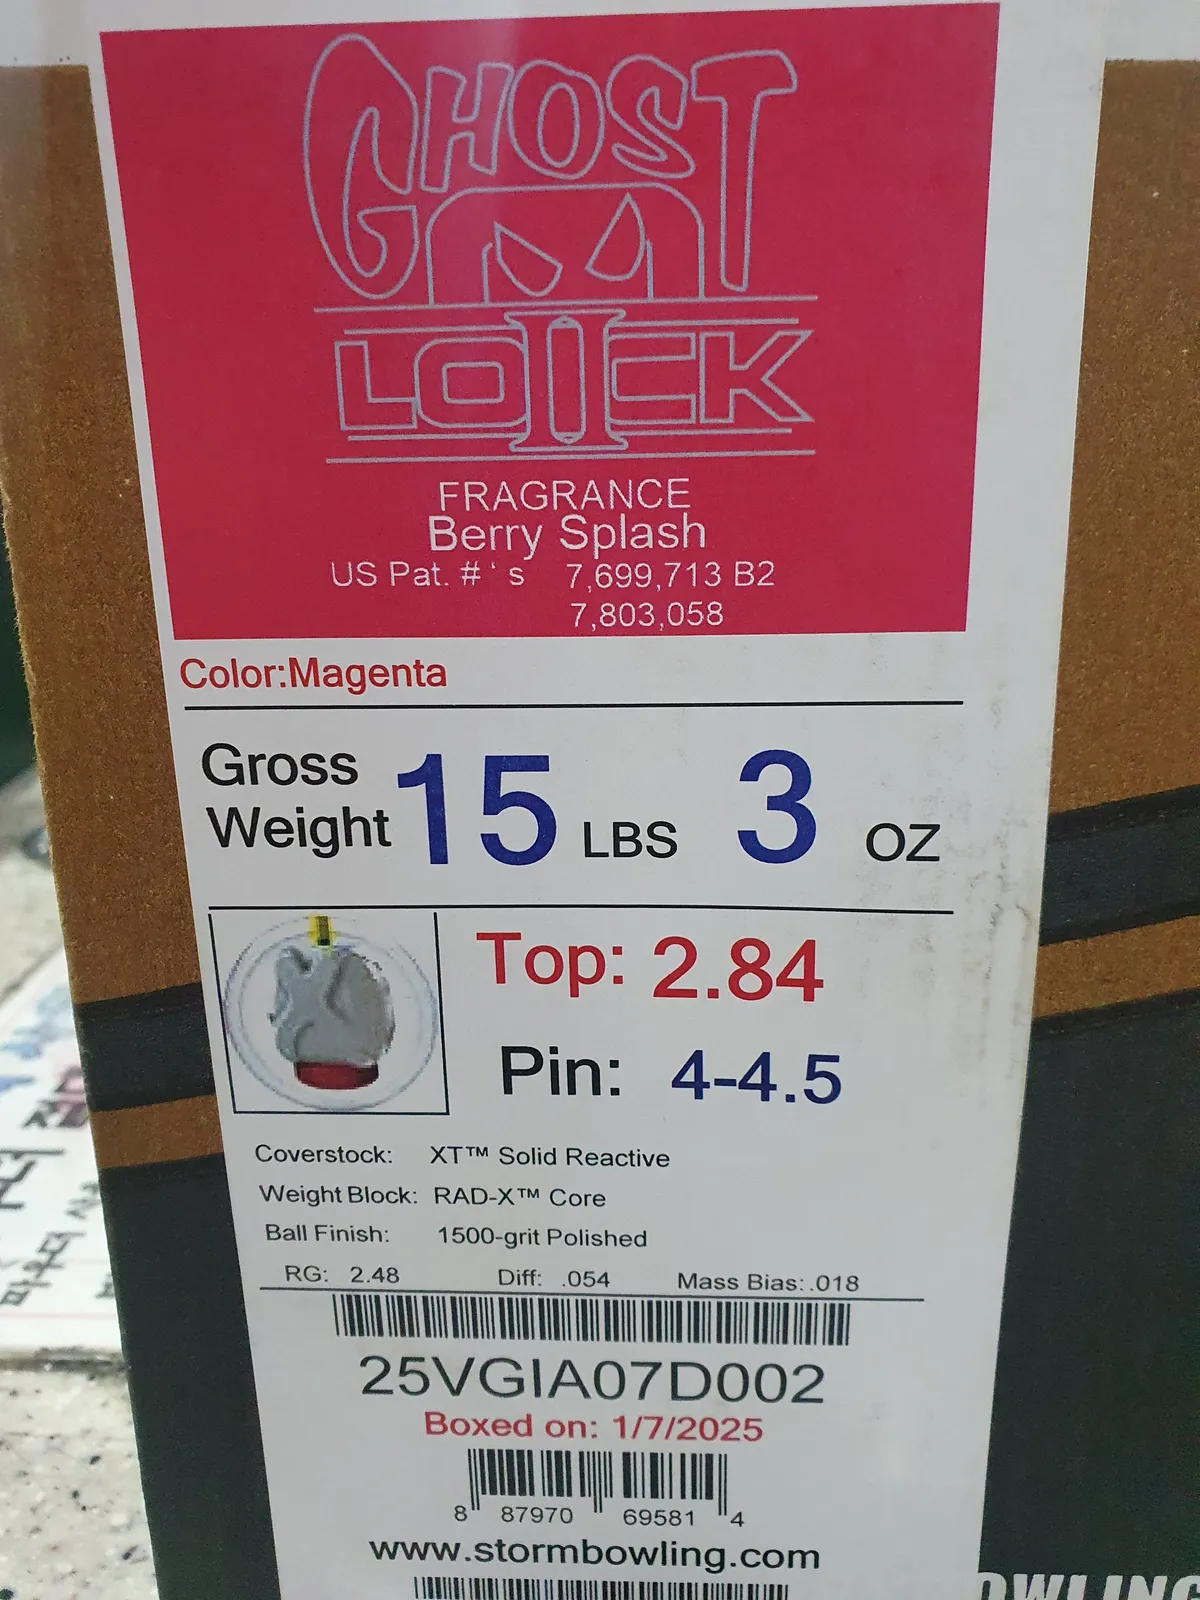 GHOST
LOCK
II
FRAGRANCE
Berry Splash
US Pat. # ' s 7,699,713 B2
7,803,058
Color:Magenta
Gross Weight 15 LBS 3 OZ
Top: 2.84
Pin: 4-4.5
Coverstock: XT™ Solid Reactive
Weight Block: RAD-X™ Core
Ball Finish: 1500-grit Polished
RG: 2.48 Diff: .054 Mass Bias:.018
25VGIA07D002
Boxed on: 1/7/2025
8 87970 69581 4
www.stormbowling.com
OWLING